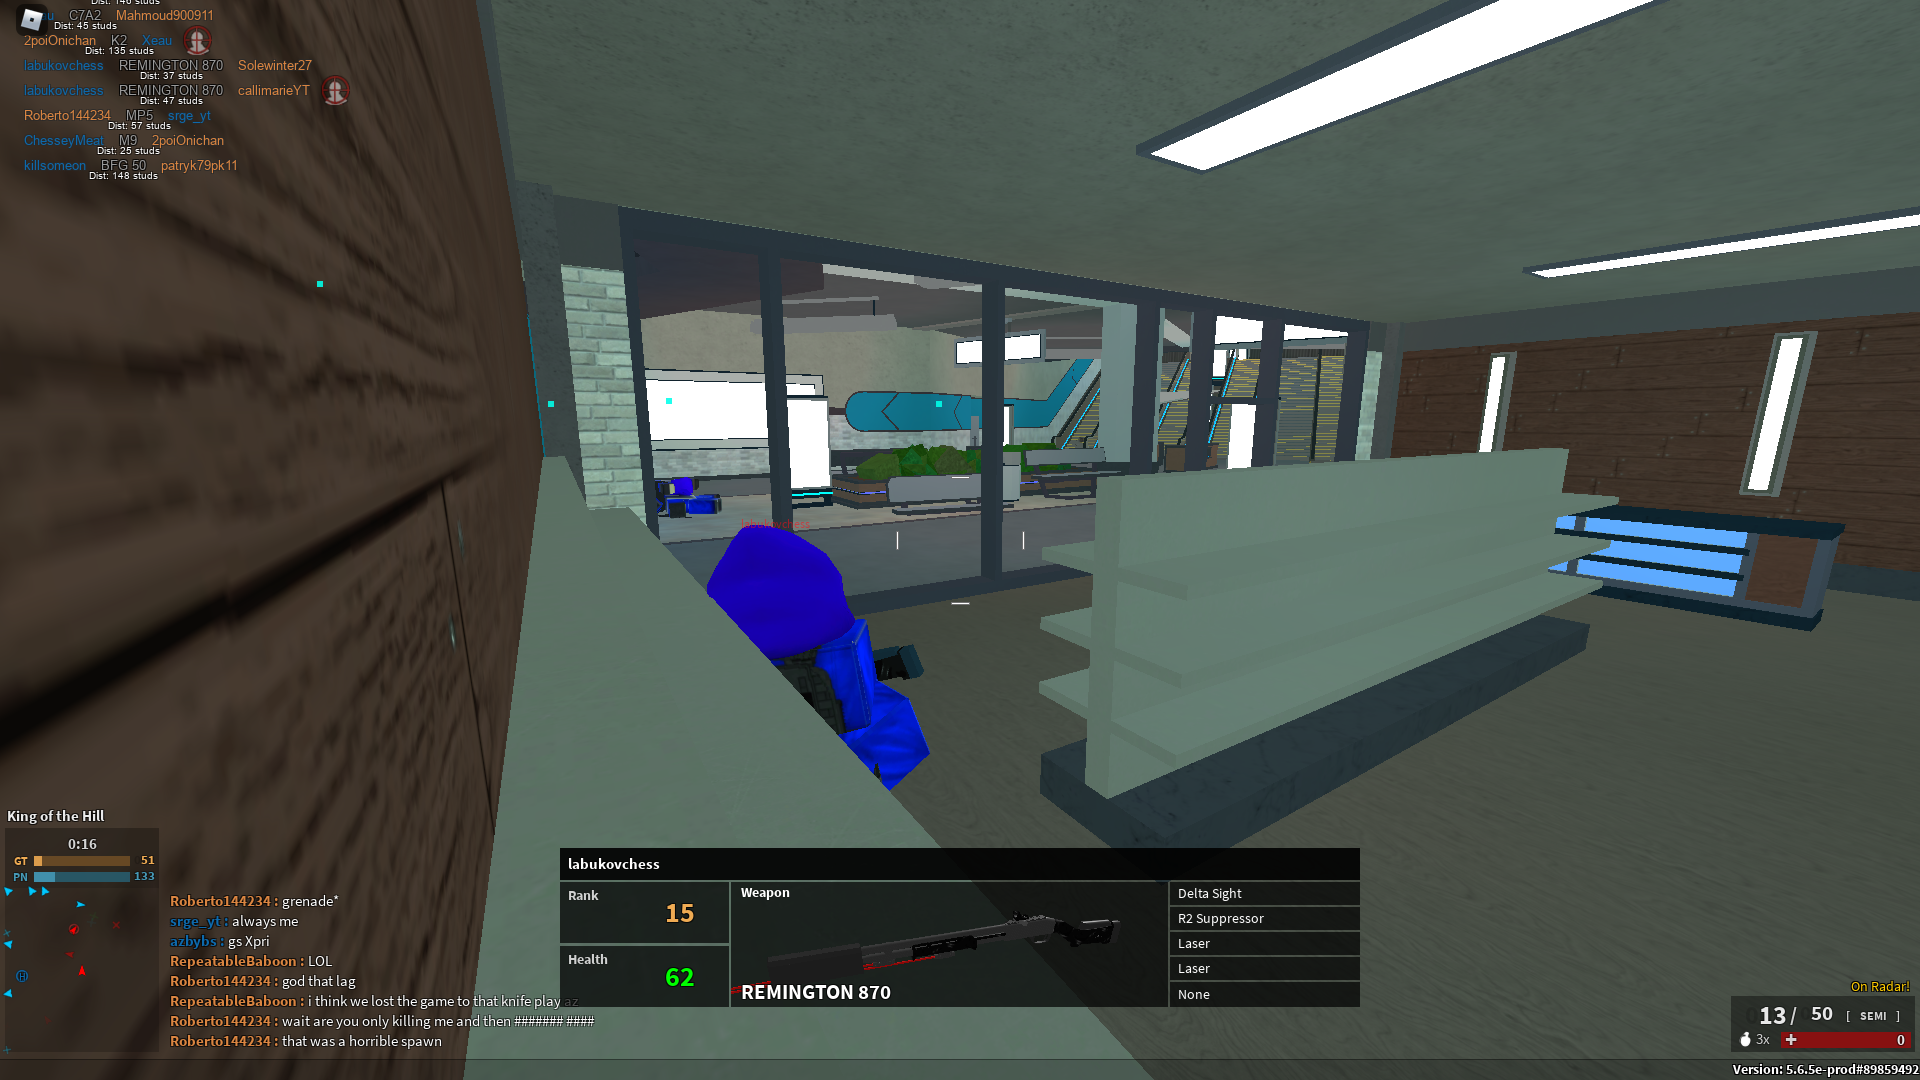 Dist: 146 studs
C7A2 Mahmoud900911
Dist: 45 studs
2poiOnichan K2 Xeau
Dist: 135 studs
labukovchess REMINGTON 870 Solewinter27
Dist: 37 studs
labukovchess REMINGTON 870 callimarieYT
Dist: 47 studs
Roberto144234 MP5 srge_yt
Dist: 57 studs
ChesseyMeat M9 2poiOnichan
Dist: 25 studs
killsomeon BFG 50 patryk79pk11
Dist: 148 studs
labukovchess
King of the Hill
0:16
GT 51
PN 133
H
Roberto144234 : grenade*
srge_yt : always me
azbybs : gs Xpri
RepeatableBaboon : LOL
Roberto144234 : god that lag
RepeatableBaboon : i think we lost the game to that knife play az
Roberto144234 : wait are you only killing me and then ####### ####
Roberto144234 : that was a horrible spawn
labukovchess
Rank
15
Health
62
Weapon
REMINGTON 870
Delta Sight
R2 Suppressor
Laser
Laser
None
On Radar!
13 / 50 [ SEMI ]
3x 0
Version: 5.6.5e-prod#89859492